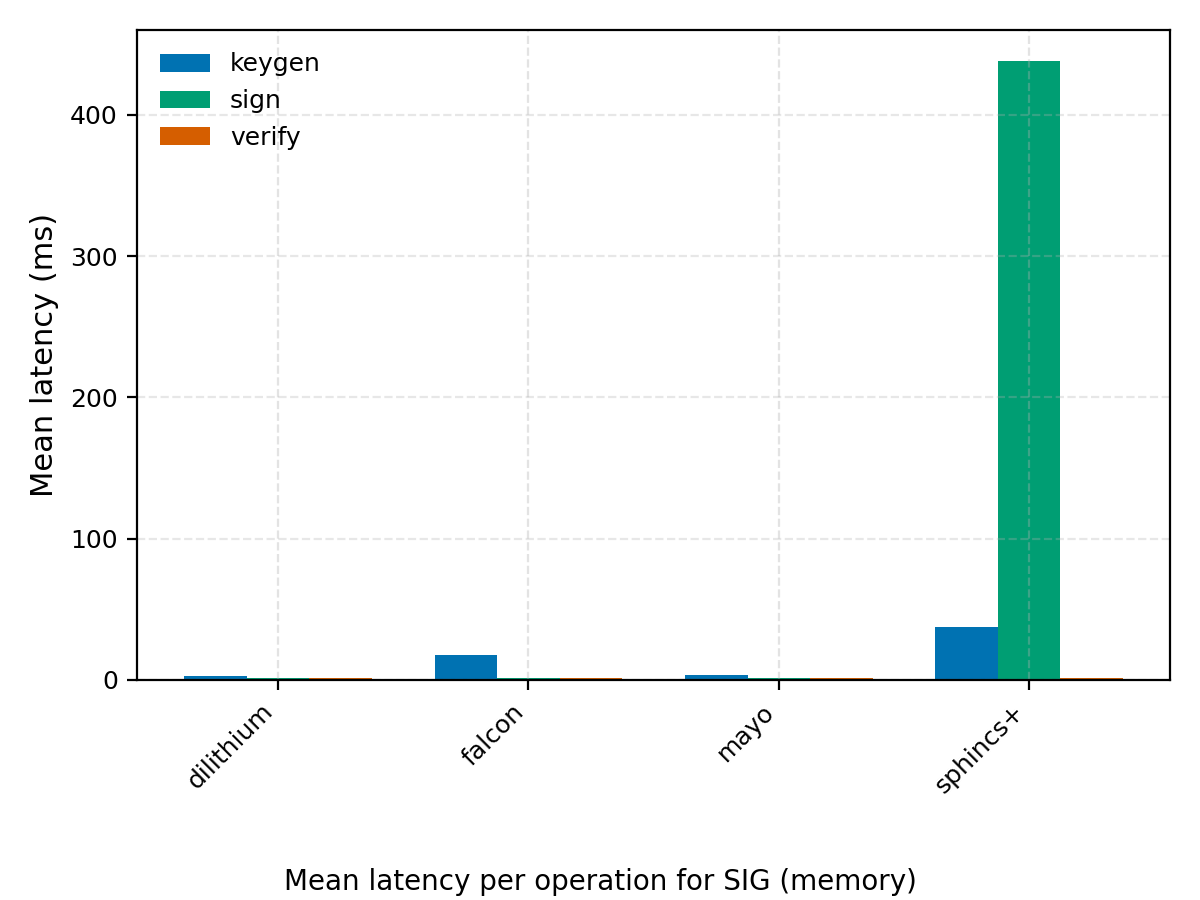 keygen
sign
verify
400
300
200
100
0
Mean latency (ms)
dilithium
falcon
mayo
sphincs+
Mean latency per operation for SIG (memory)